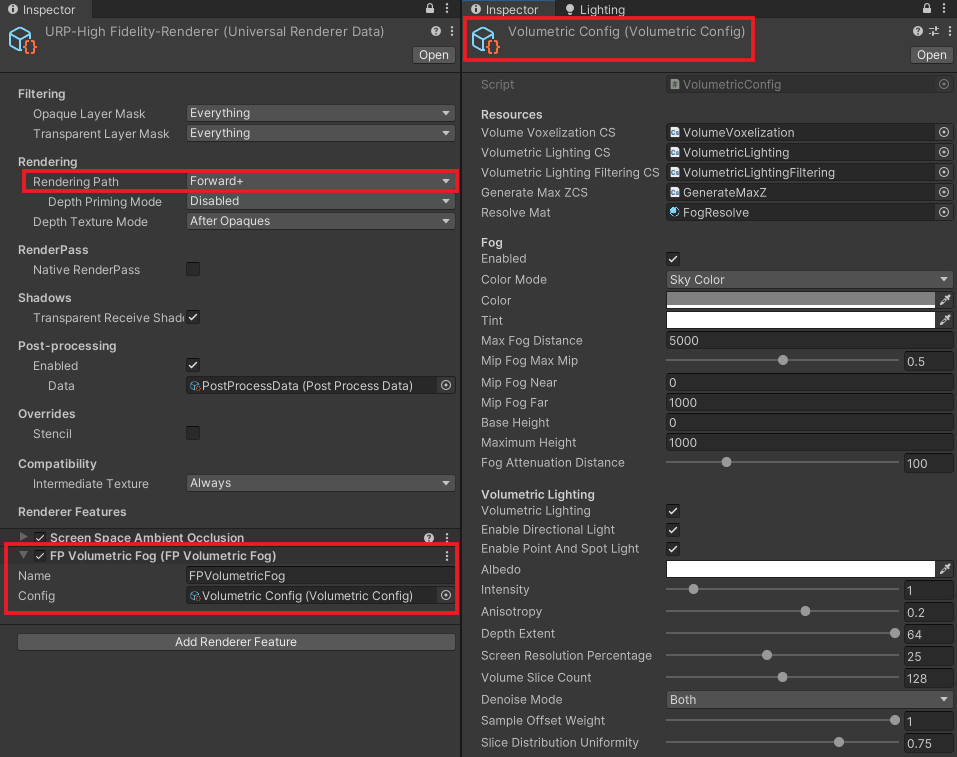 Inspector
URP-High Fidelity-Renderer (Universal Renderer Data)
Open
Filtering
Opaque Layer Mask Everything
Transparent Layer Mask Everything
Rendering
Rendering Path Forward+
Depth Priming Mode Disabled
Depth Texture Mode After Opaques
RenderPass
Native RenderPass
Shadows
Transparent Receive Shad
Post-processing
Enabled
Data PostProcessData (Post Process Data)
Overrides
Stencil
Compatibility
Intermediate Texture Always
Renderer Features
Screen Space Ambient Occlusion
FP Volumetric Fog (FP Volumetric Fog)
Name FPVolumetricFog
Config Volumetric Config (Volumetric Config)
Add Renderer Feature
Inspector Lighting
Volumetric Config (Volumetric Config)
Open
Script VolumetricConfig
Resources
Volume Voxelization CS VolumeVoxelization
Volumetric Lighting CS VolumetricLighting
Volumetric Lighting Filtering CS VolumetricLightingFiltering
Generate Max ZCS GenerateMaxZ
Resolve Mat FogResolve
Fog
Enabled
Color Mode Sky Color
Color
Tint
Max Fog Distance 5000
Mip Fog Max Mip 0.5
Mip Fog Near 0
Mip Fog Far 1000
Base Height 0
Maximum Height 1000
Fog Attenuation Distance 100
Volumetric Lighting
Volumetric Lighting
Enable Directional Light
Enable Point And Spot Light
Albedo
Intensity 1
Anisotropy 0.2
Depth Extent 64
Screen Resolution Percentage 25
Volume Slice Count 128
Denoise Mode Both
Sample Offset Weight 1
Slice Distribution Uniformity 0.75